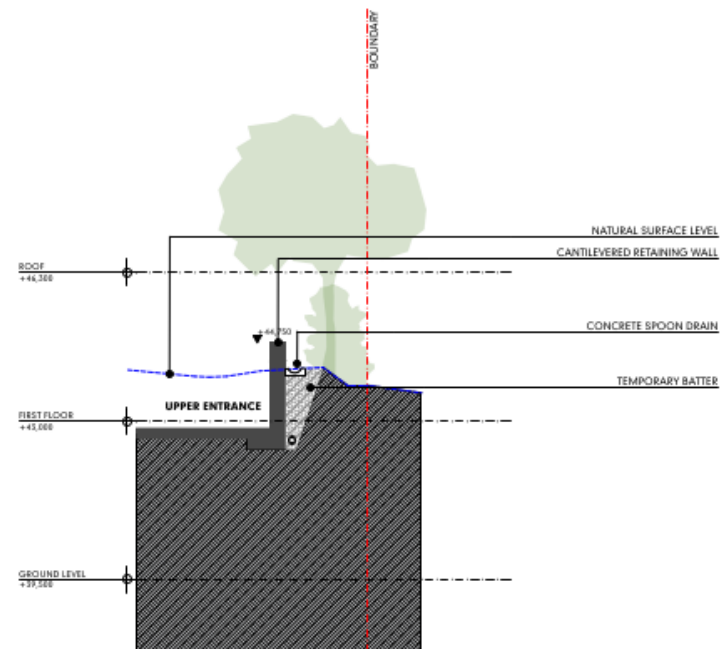 BOUNDARY
NATURAL SURFACE LEVEL
CANTILEVERED RETAINING WALL
ROOF
+46,300
CONCRETE SPOON DRAIN
+44,750
TEMPORARY BATTER
UPPER ENTRANCE
FIRST FLOOR
+43,000
GROUND LEVEL
+39,500